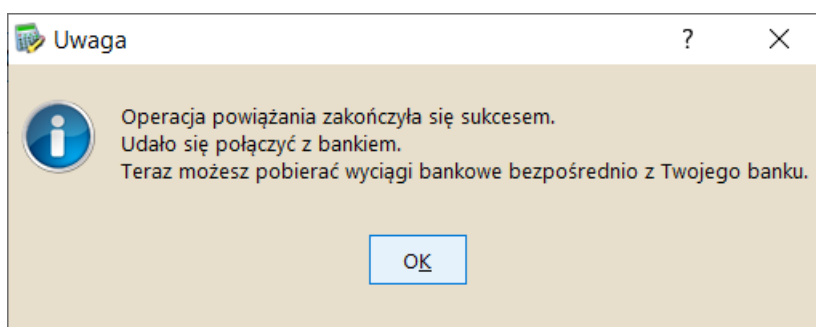 Uwaga
Operacja powiązania zakończyła się sukcesem.
Udało się połączyć z bankiem.
Teraz możesz pobierać wyciągi bankowe bezpośrednio z Twojego banku.
OK